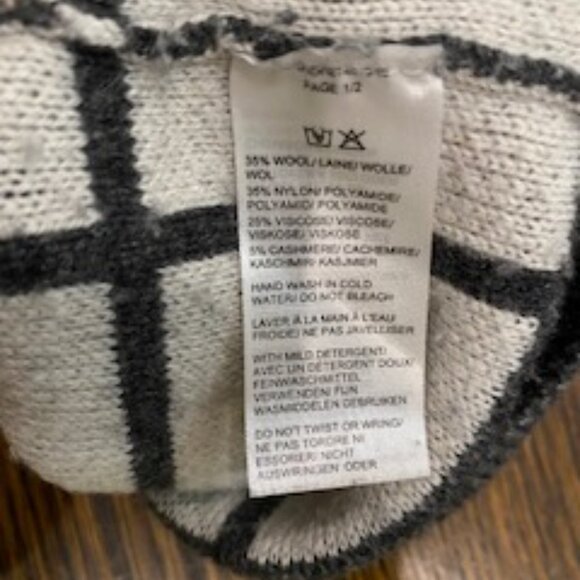 PAGE 1/2
35% WOOL/ LAINE/ WOLLE/
WOL
35% NYLON/ POLYAMIDE/
POLYAMID/ POLYAMIDE
25% VISCOSE/ VISCOSE/
VISKOSE/ VISKOSE
5% CASHMERE/ CACHEMIRE/
KASCHMIR/ KASJMIER
HAND WASH IN COLD
WATER/ DO NOT BLEACH
LAVER À LA MAIN À L'EAU
FROIDE/ NE PAS JAVELLISER
WITH MILD DETERGENT/
AVEC UN DÉTERGENT DOUX/
FEINWASCHMITTEL
VERWENDEN/ FIJN
WASMIDDELEN GEBRUIKEN
DO NOT TWIST OR WRING/
NE PAS TORDRE NI
ESSORER/ NICHT
AUSWRINGEN ODER